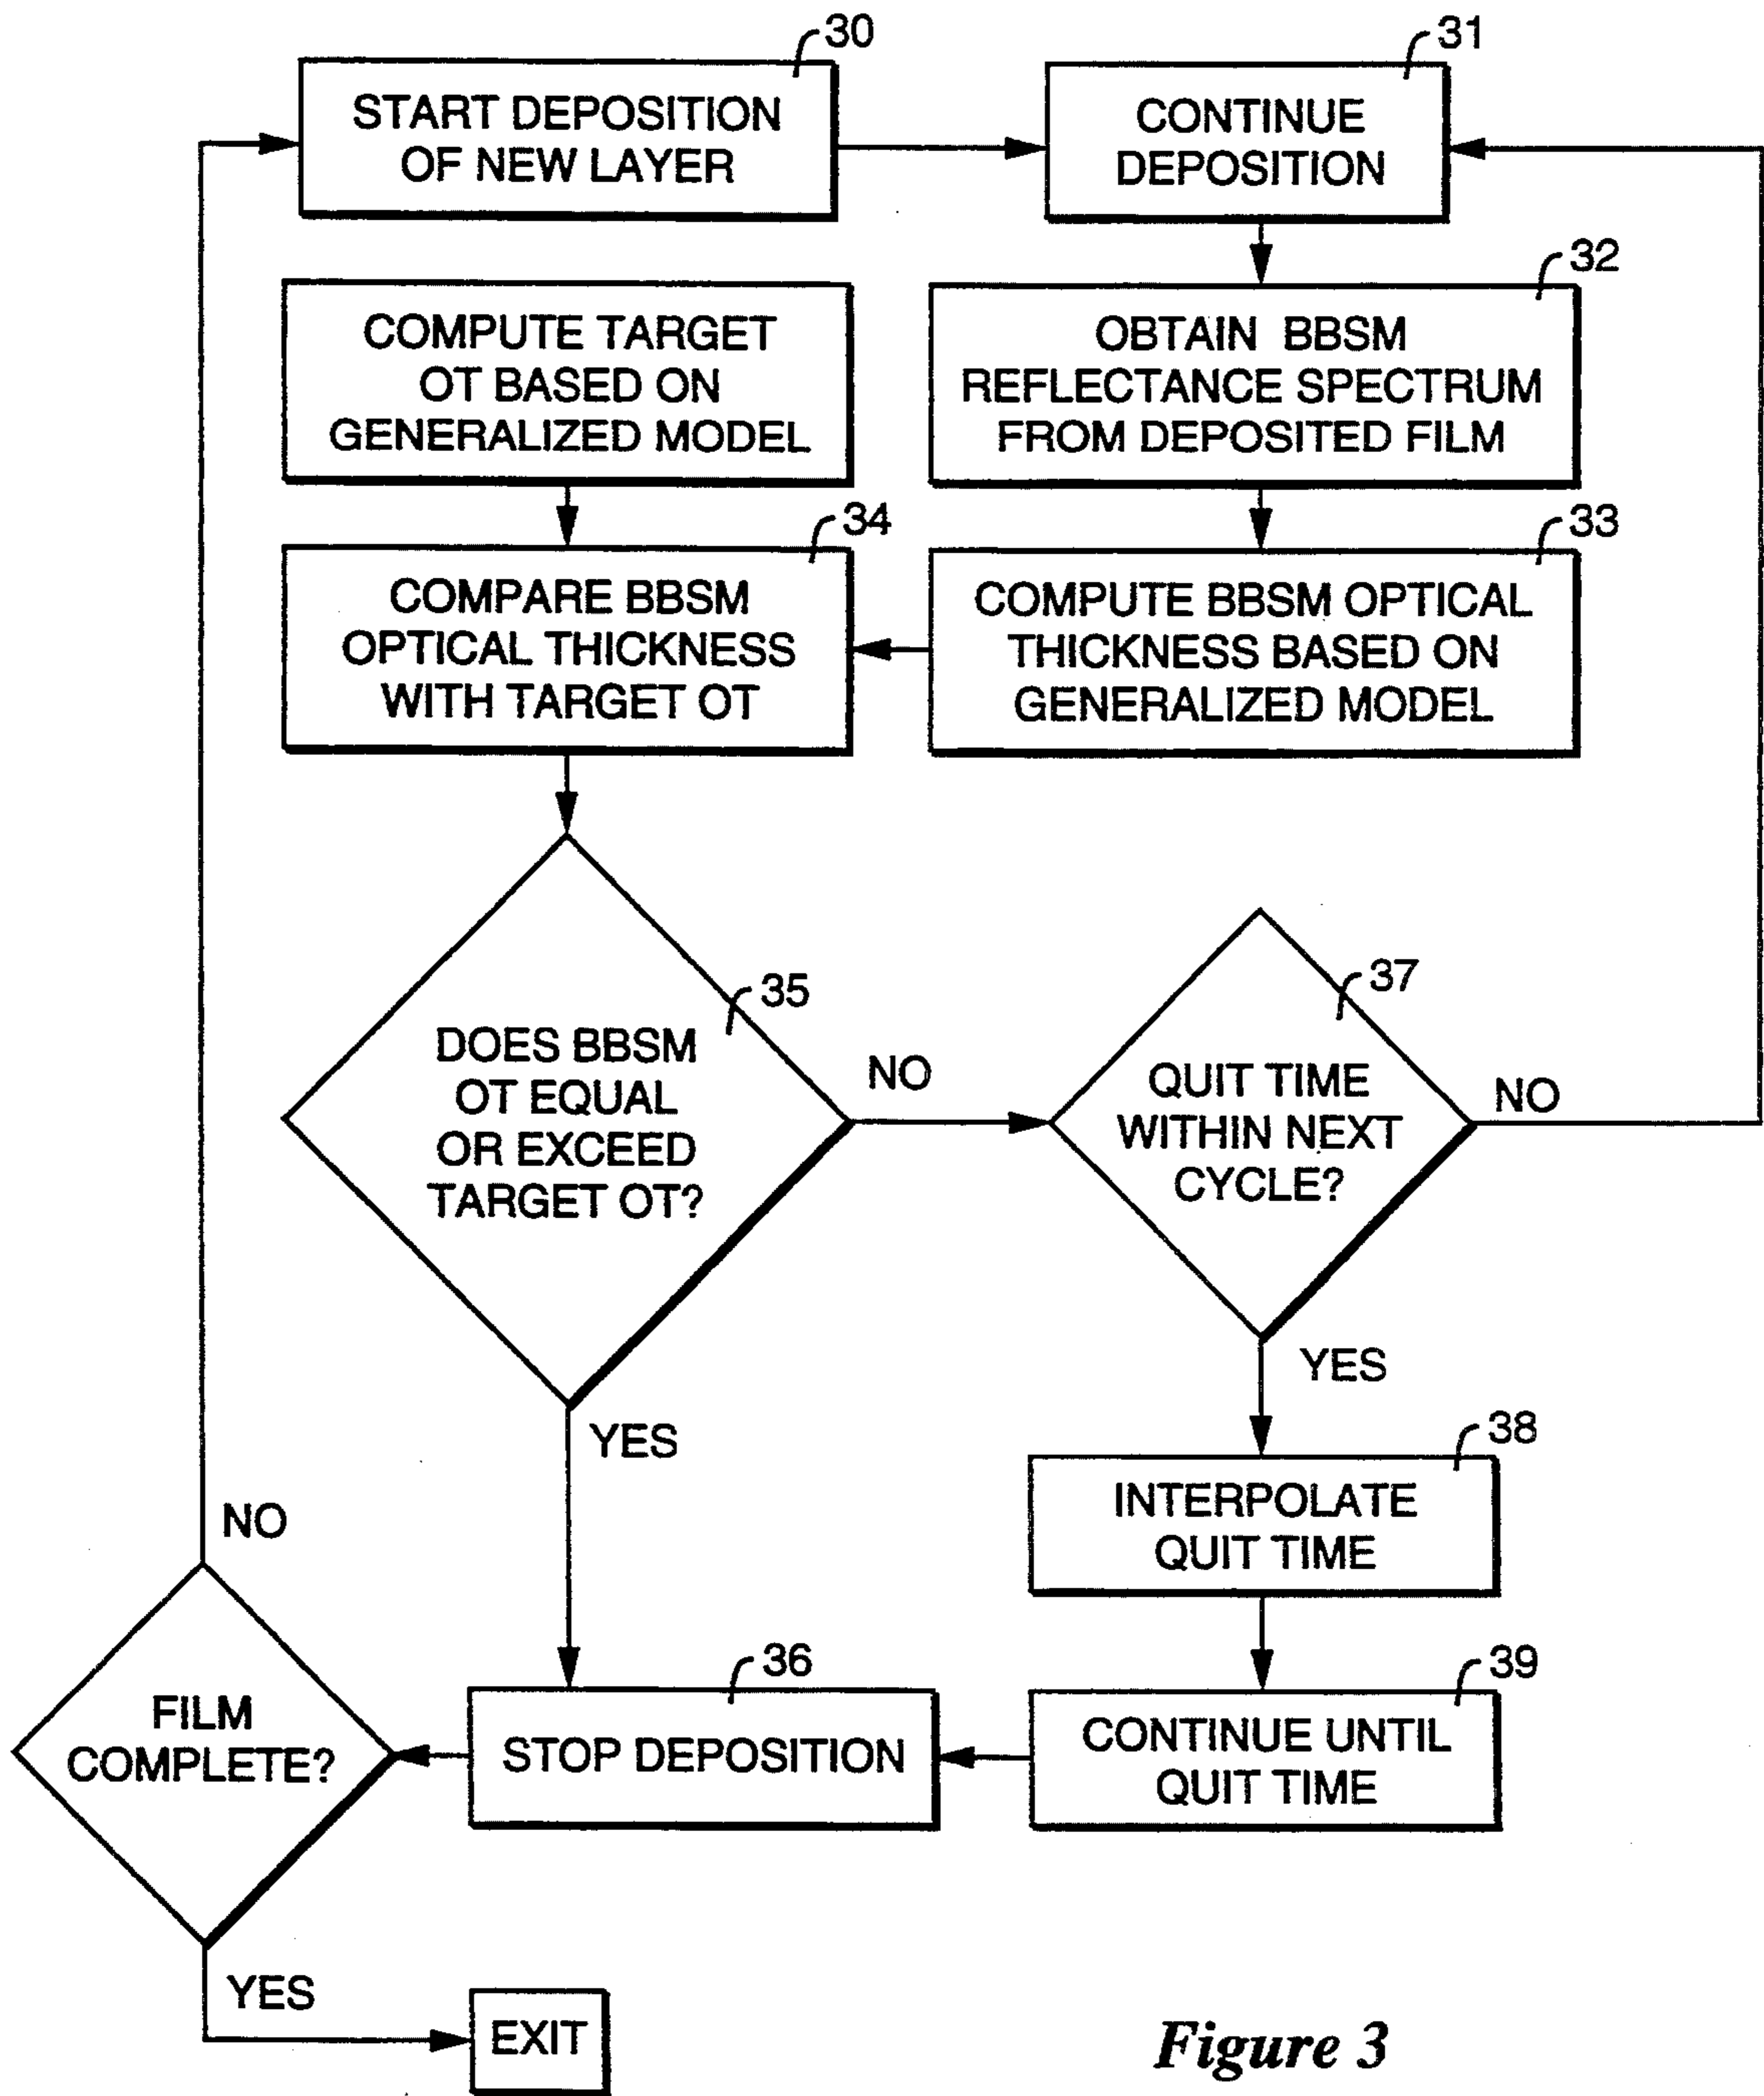 30
START DEPOSITION
OF NEW LAYER
31
CONTINUE
DEPOSITION
COMPUTE TARGET
OT BASED ON
GENERALIZED MODEL
32
OBTAIN BBSM
REFLECTANCE SPECTRUM
FROM DEPOSITED FILM
34
COMPARE BBSM
OPTICAL THICKNESS
WITH TARGET OT
33
COMPUTE BBSM OPTICAL
THICKNESS BASED ON
GENERALIZED MODEL
35
DOES BBSM
OT EQUAL
OR EXCEED
TARGET OT?
NO
37
QUIT TIME
WITHIN NEXT
CYCLE?
NO
YES
YES
38
INTERPOLATE
QUIT TIME
NO
FILM
COMPLETE?
36
STOP DEPOSITION
39
CONTINUE UNTIL
QUIT TIME
YES
EXIT
Figure 3